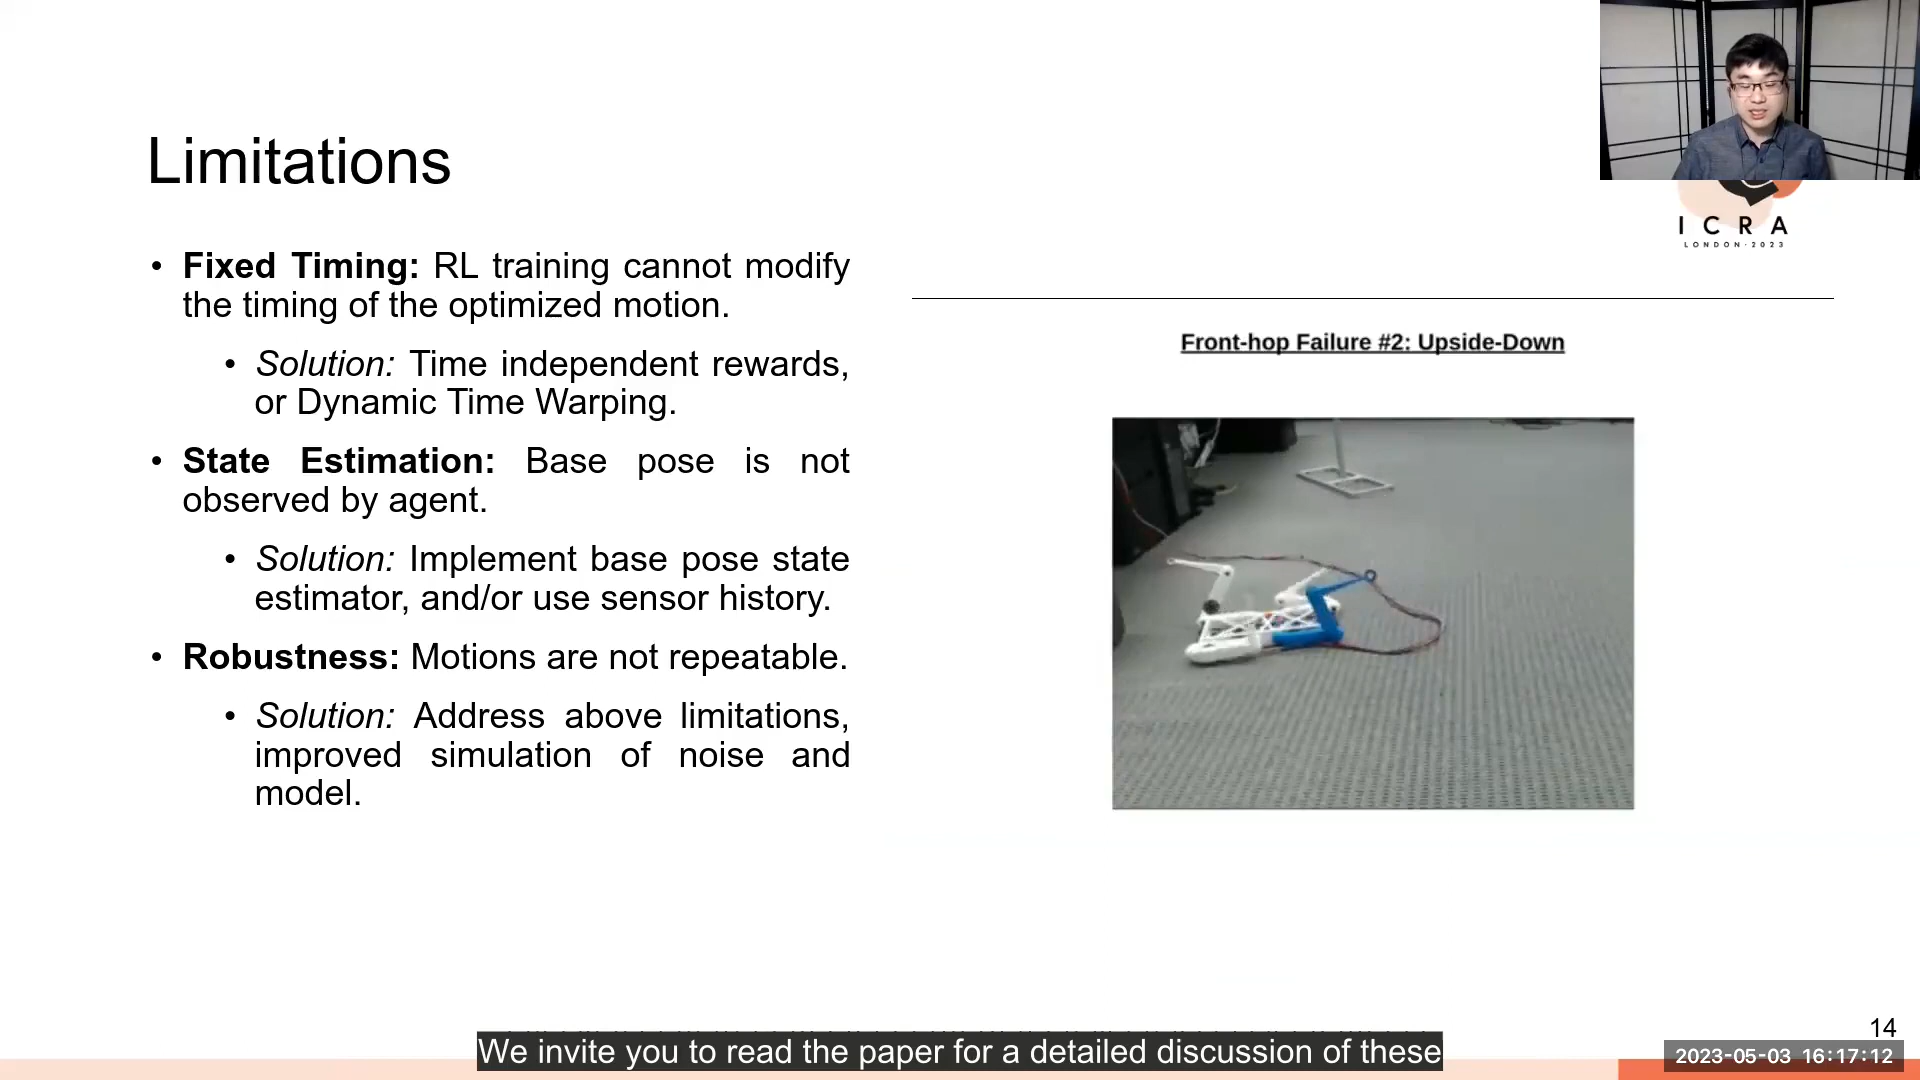 Limitations
ICRA
LONDON·2023
• Fixed Timing: RL training cannot modify
the timing of the optimized motion.
• Solution: Time independent rewards,
or Dynamic Time Warping.
• State Estimation: Base pose is not
observed by agent.
• Solution: Implement base pose state
estimator, and/or use sensor history.
• Robustness: Motions are not repeatable.
• Solution: Address above limitations,
improved simulation of noise and
model.
Front-hop Failure #2: Upside-Down
14
We invite you to read the paper for a detailed discussion of these
2023-05-03 16:17:12